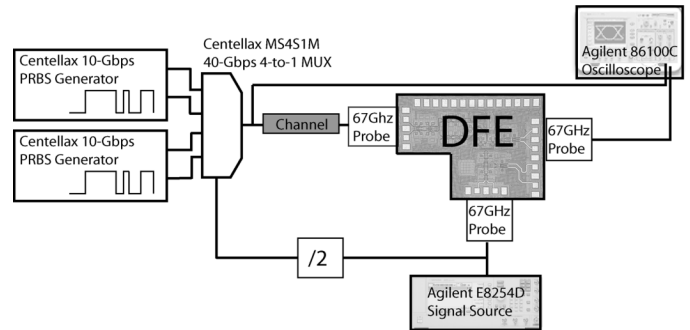 Centellax 10-Gbps
PRBS Generator
Centellax 10-Gbps
PRBS Generator
Centellax MS4S1M
40-Gbps 4-to-1 MUX
Channel
67Ghz
Probe
DFE
67GHz
Probe
Agilent 86100C
Oscilloscope
67GHz
Probe
/2
Agilent E8254D
Signal Source